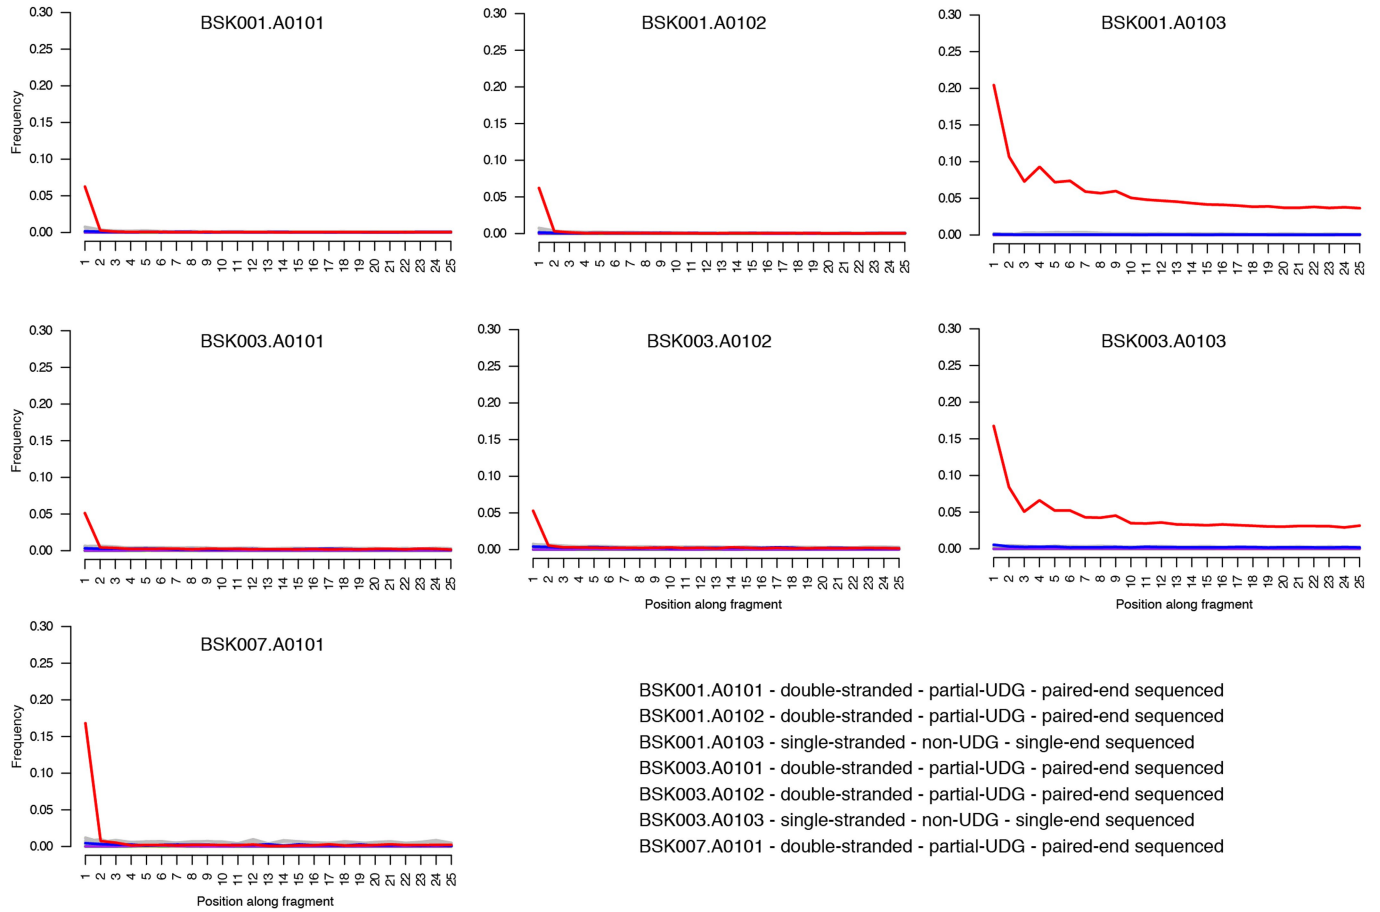 BSK001.A0101
0.30
0.25
0.20
0.15
0.10
0.05
0.00
Frequency
1 2 3 4 5 6 7 8 9 10 11 12 13 14 15 16 17 18 19 20 21 22 23 24 25
BSK001.A0102
0.30
0.25
0.20
0.15
0.10
0.05
0.00
1 2 3 4 5 6 7 8 9 10 11 12 13 14 15 16 17 18 19 20 21 22 23 24 25
BSK001.A0103
0.30
0.25
0.20
0.15
0.10
0.05
0.00
1 2 3 4 5 6 7 8 9 10 11 12 13 14 15 16 17 18 19 20 21 22 23 24 25
BSK003.A0101
0.30
0.25
0.20
0.15
0.10
0.05
0.00
Frequency
1 2 3 4 5 6 7 8 9 10 11 12 13 14 15 16 17 18 19 20 21 22 23 24 25
BSK003.A0102
0.30
0.25
0.20
0.15
0.10
0.05
0.00
1 2 3 4 5 6 7 8 9 10 11 12 13 14 15 16 17 18 19 20 21 22 23 24 25
Position along fragment
BSK003.A0103
0.30
0.25
0.20
0.15
0.10
0.05
0.00
1 2 3 4 5 6 7 8 9 10 11 12 13 14 15 16 17 18 19 20 21 22 23 24 25
Position along fragment
BSK007.A0101
0.30
0.25
0.20
0.15
0.10
0.05
0.00
Frequency
1 2 3 4 5 6 7 8 9 10 11 12 13 14 15 16 17 18 19 20 21 22 23 24 25
Position along fragment
BSK001.A0101 - double-stranded - partial-UDG - paired-end sequenced
BSK001.A0102 - double-stranded - partial-UDG - paired-end sequenced
BSK001.A0103 - single-stranded - non-UDG - single-end sequenced
BSK003.A0101 - double-stranded - partial-UDG - paired-end sequenced
BSK003.A0102 - double-stranded - partial-UDG - paired-end sequenced
BSK003.A0103 - single-stranded - non-UDG - single-end sequenced
BSK007.A0101 - double-stranded - partial-UDG - paired-end sequenced